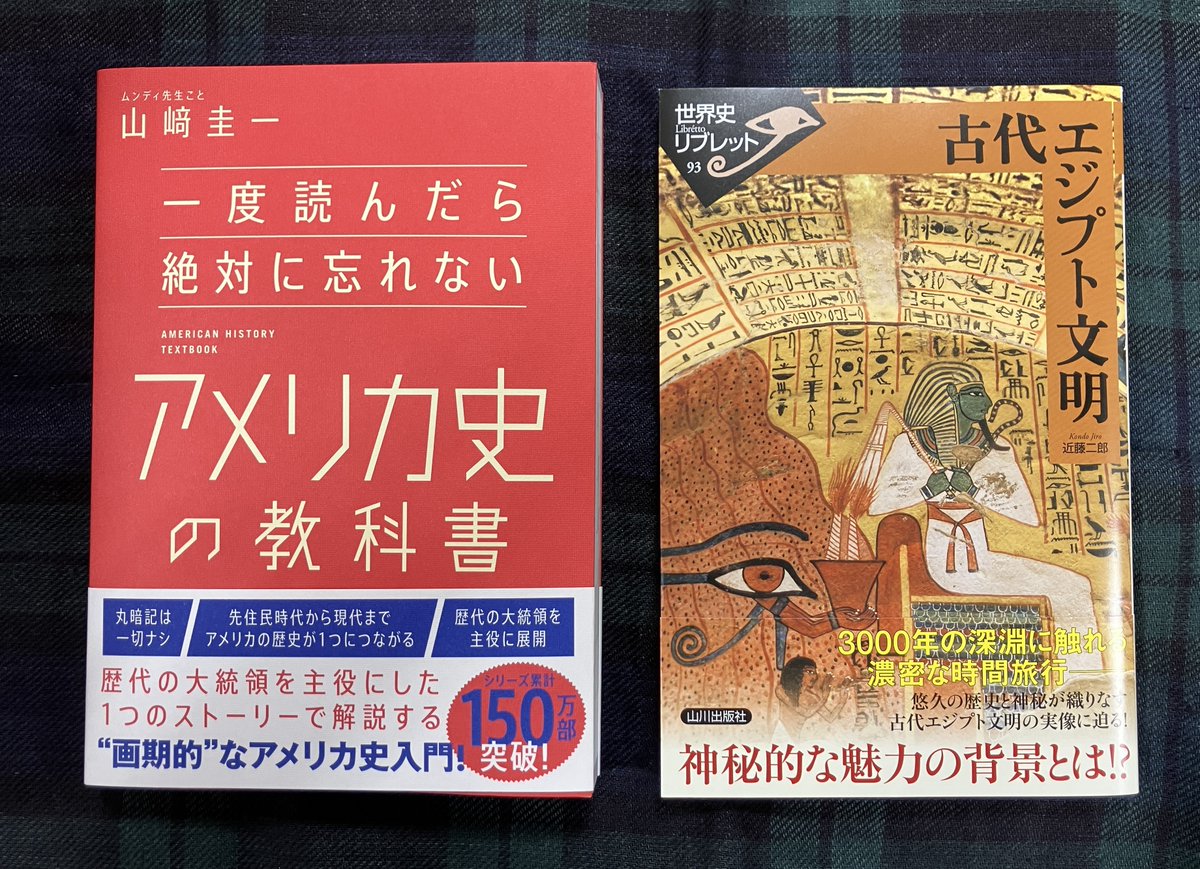 ムンディ先生こと
山﨑圭一
一度読んだら
絶対に忘れない
AMERICAN HISTORY
TEXTBOOK
アメリカ史
の教科書
丸暗記は
一切ナシ
先住民時代から現代まで
アメリカの歴史が1つにつながる
歴代の大統領を
主役に展開
歴代の大統領を主役にした
1つのストーリーで解説する
“画期的”なアメリカ史入門!
シリーズ累計
150万部
突破!
世界史
Librétto
リブレット
93
古代エジプト文明
Kondo Jiro
近藤二郎
3000年の深淵に触れる
濃密な時間旅行
悠久の歴史と神秘が織りなす
古代エジプト文明の実像に迫る!
山川出版社
神秘的な魅力の背景とは!?